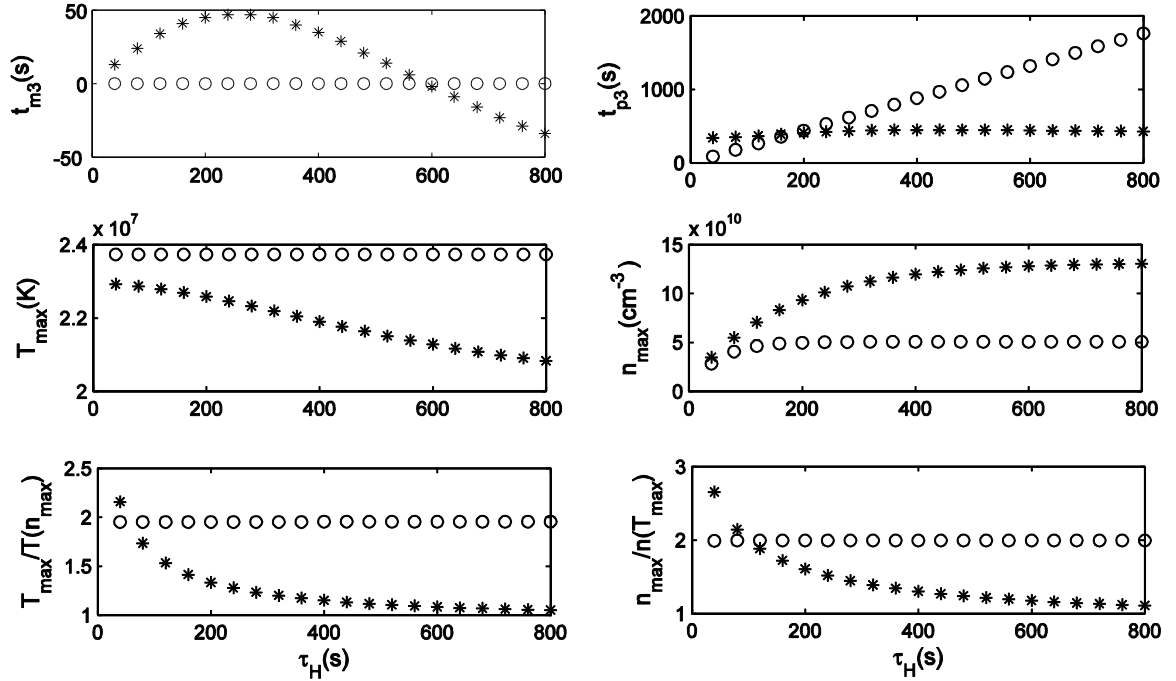 50
0
-50
t_m3(s)
0 200 400 600 800
2000
1000
0
t_p3(s)
0 200 400 600 800
x 10^7
2.4
2.2
2
T_max(K)
0 200 400 600 800
x 10^10
15
10
5
0
n_max(cm^-3)
0 200 400 600 800
2.5
2
1.5
1
T_max/T(n_max)
0 200 400 600 800
τ_H(s)
3
2
1
n_max/n(T_max)
0 200 400 600 800
τ_H(s)